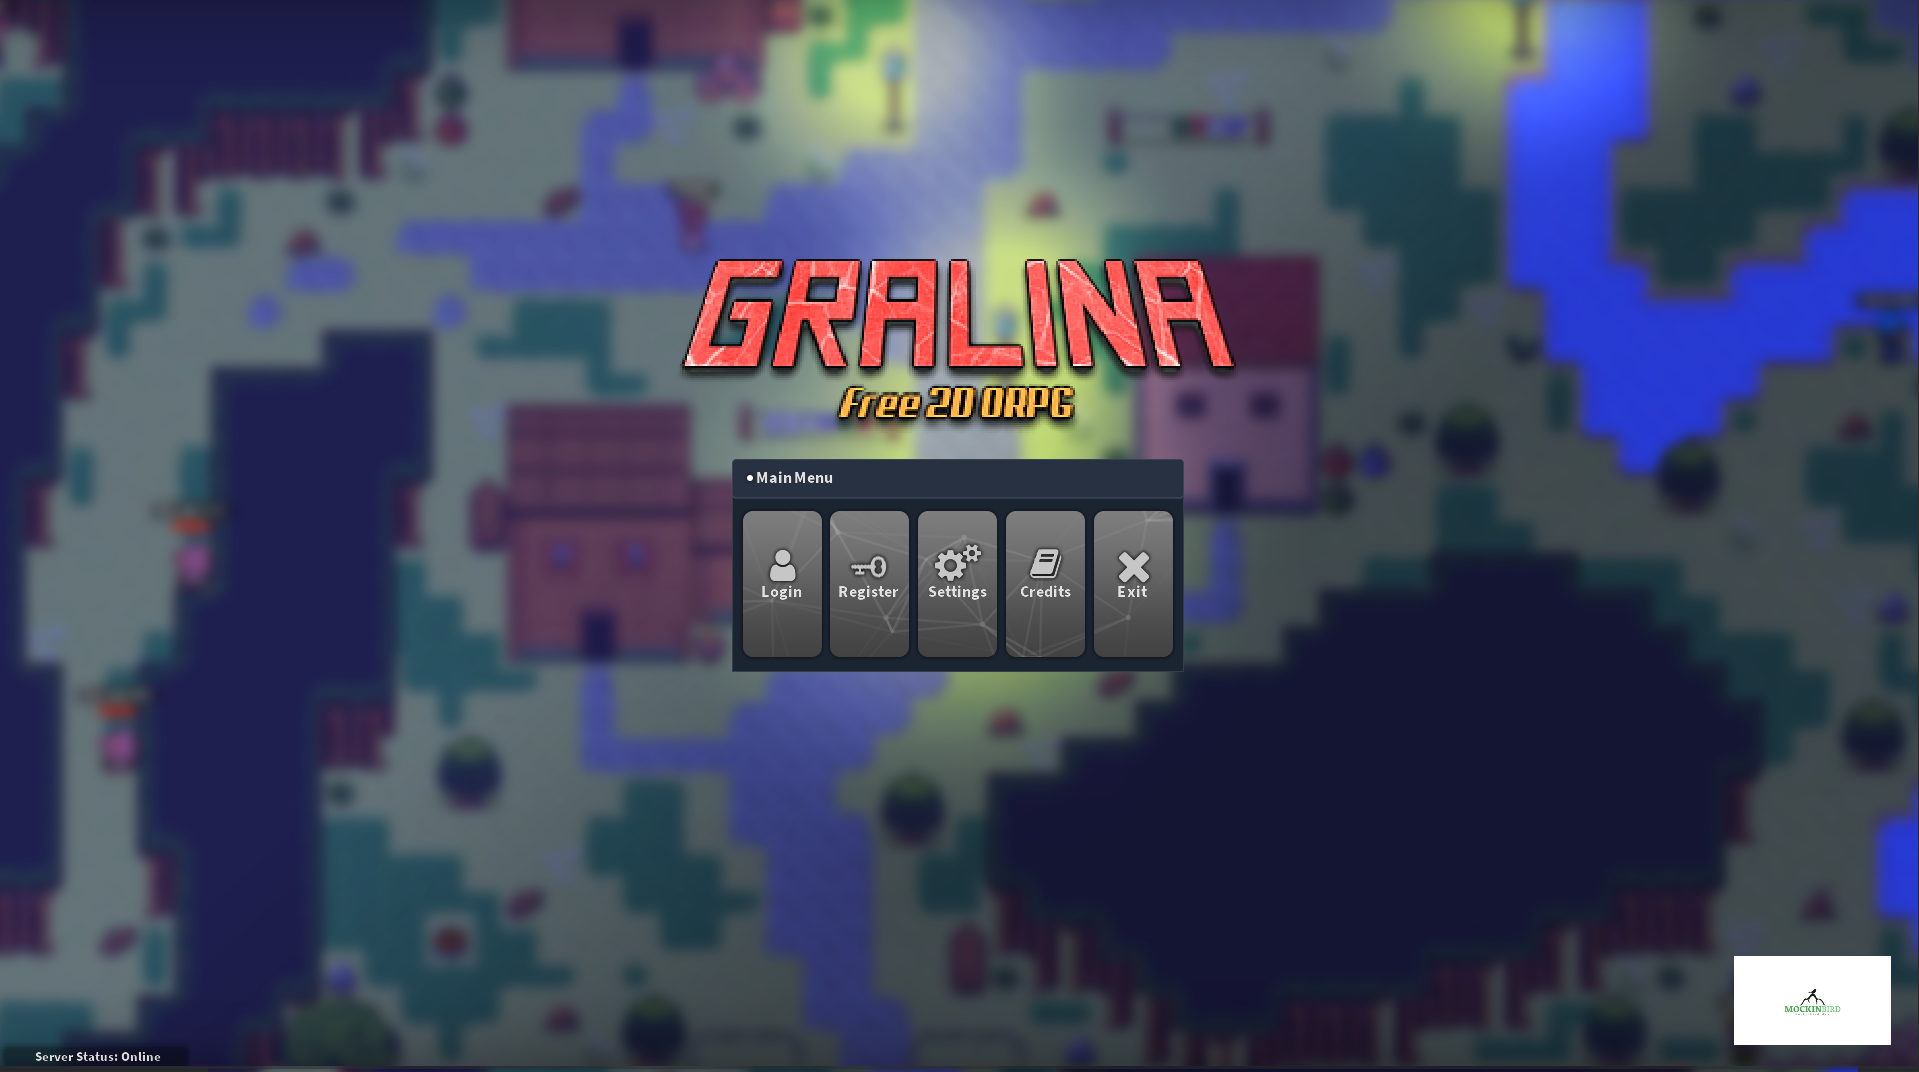 GRALINA
Free 2D ORPG
• Main Menu
Login
Register
Settings
Credits
Exit
MOCKINBIRD
Server Status: Online